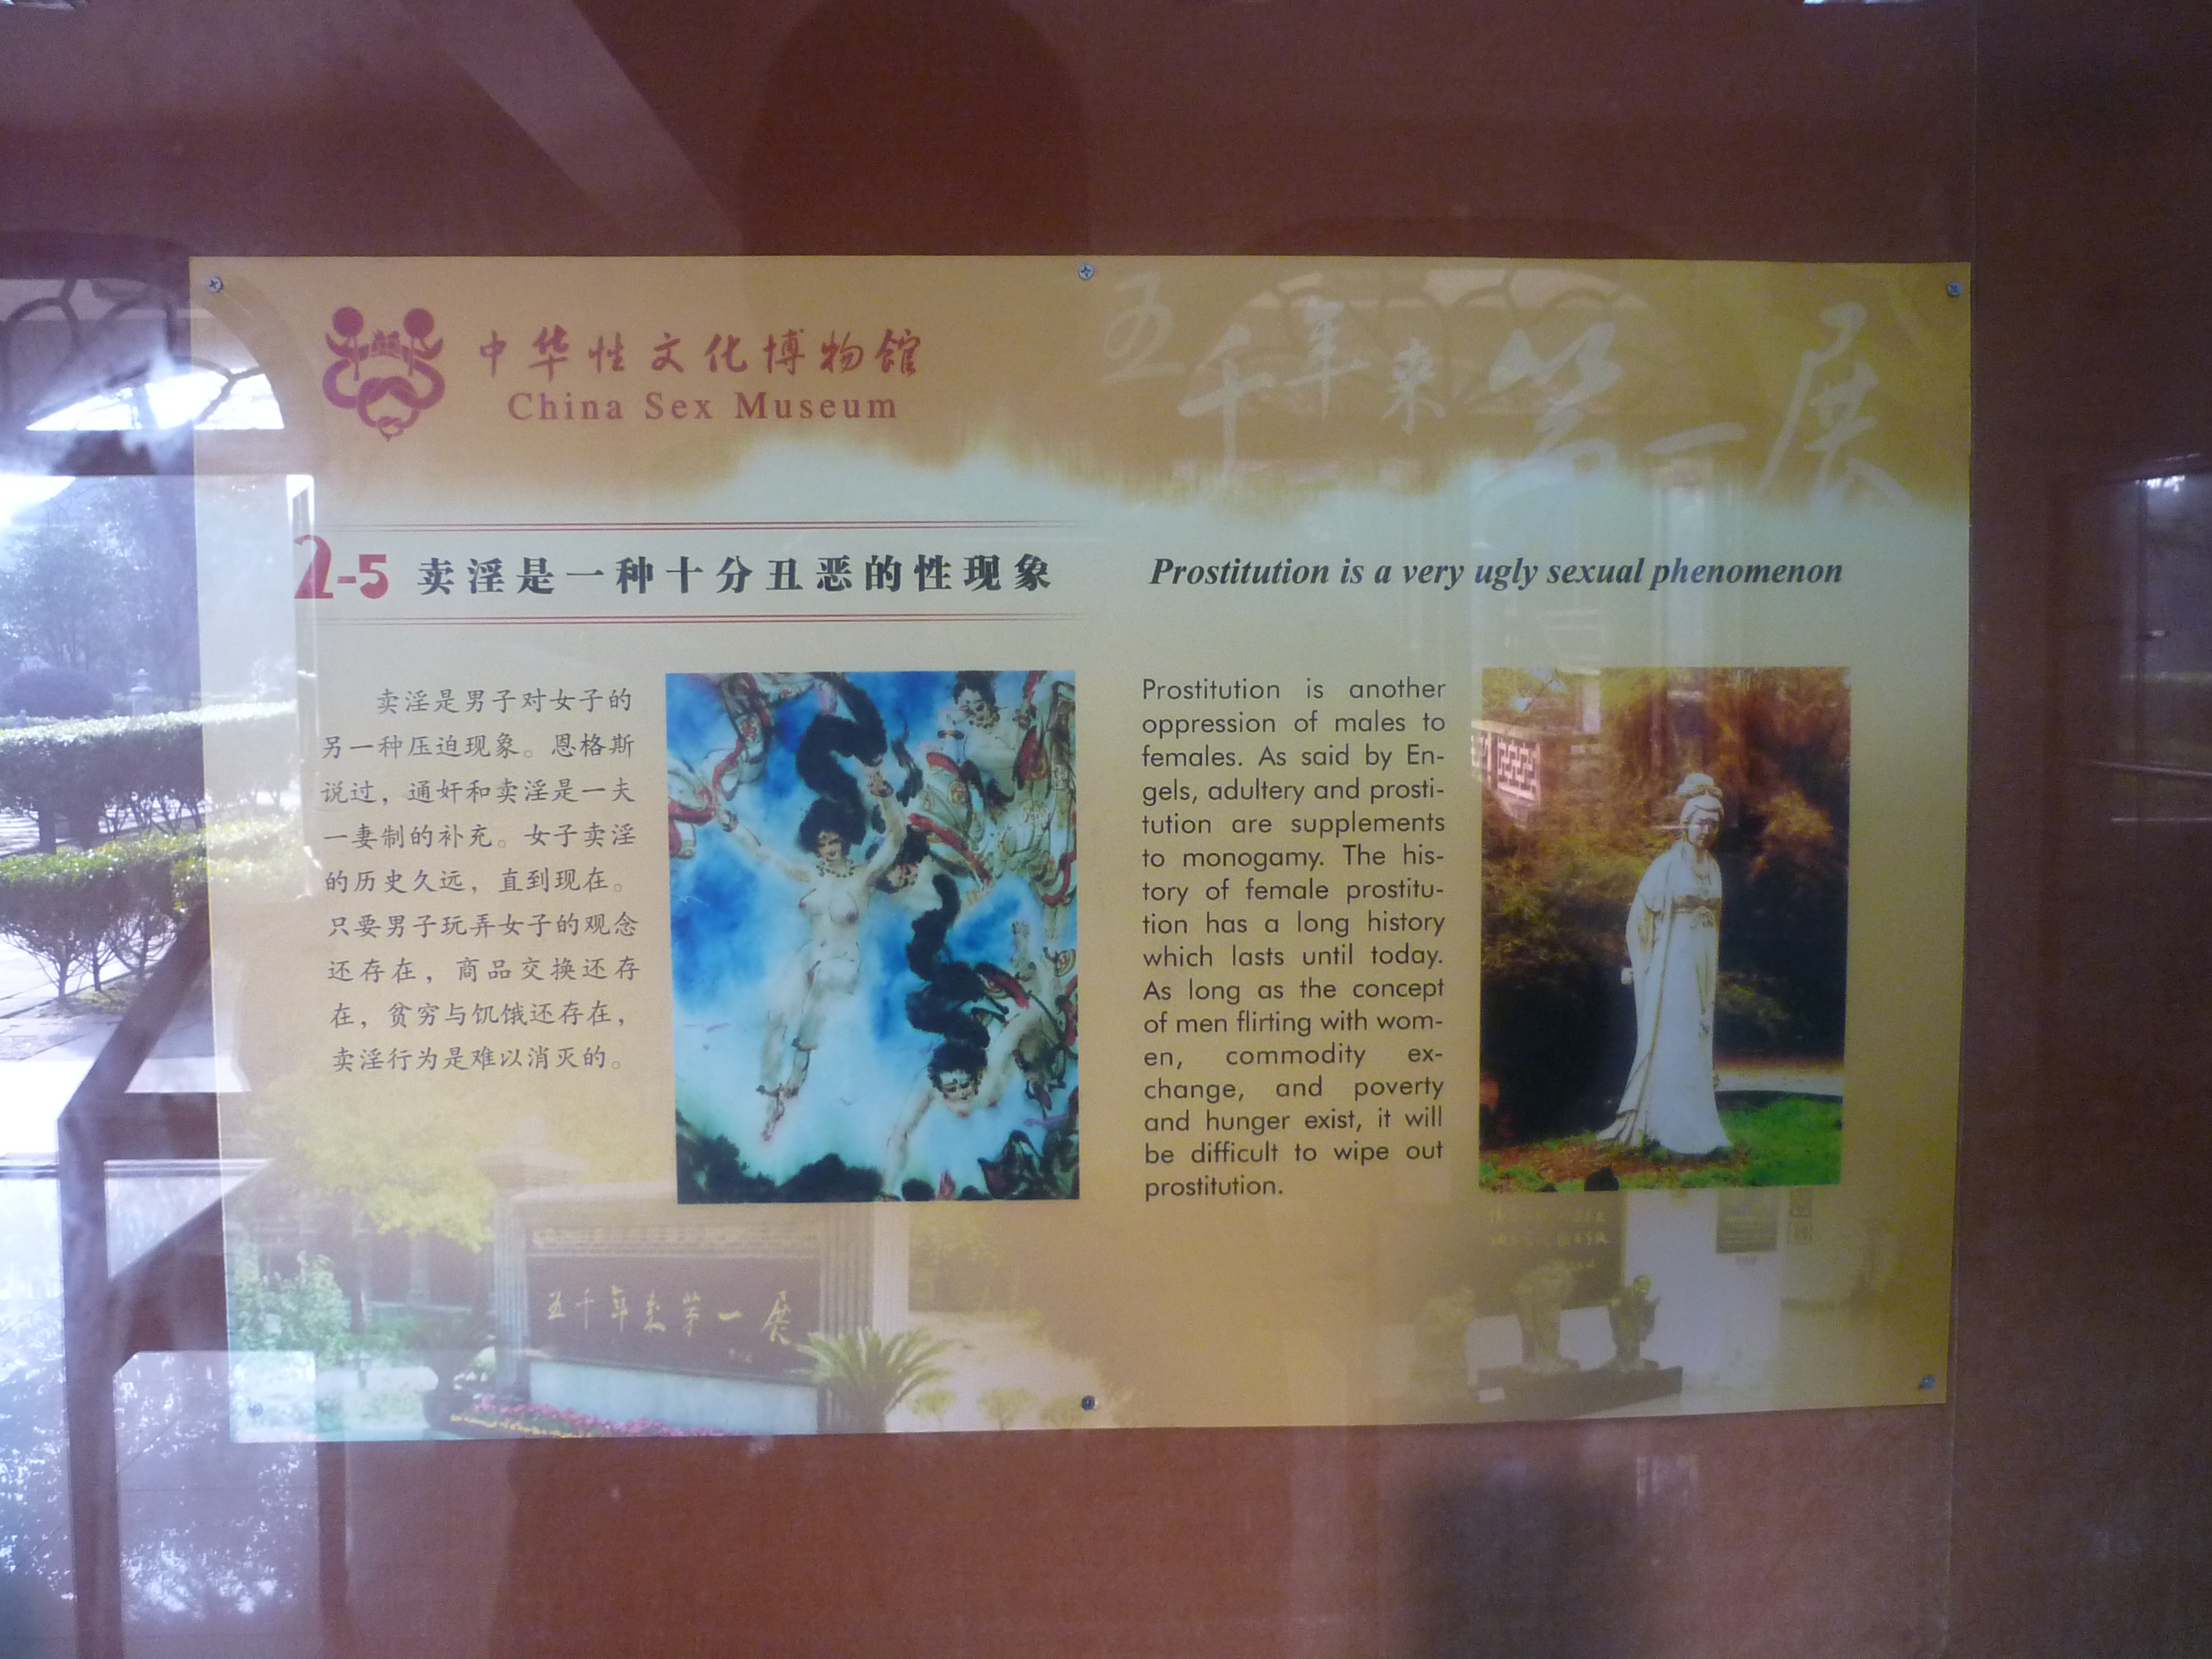 中华性文化博物馆
China Sex Museum
五千年来第一展
2-5 卖淫是一种十分丑恶的性现象
Prostitution is a very ugly sexual phenomenon
卖淫是男子对女子的
另一种压迫现象。恩格斯
说过，通奸和卖淫是一夫
一妻制的补充。女子卖淫
的历史久远，直到现在。
只要男子玩弄女子的观念
还存在，商品交换还存
在，贫穷与饥饿还存在，
卖淫行为是难以消灭的。
Prostitution is another
oppression of males to
females. As said by En-
gels, adultery and prosti-
tution are supplements
to monogamy. The his-
tory of female prostitu-
tion has a long history
which lasts until today.
As long as the concept
of men flirting with wom-
en, commodity ex-
change, and poverty
and hunger exist, it will
be difficult to wipe out
prostitution.
五千年来第一展